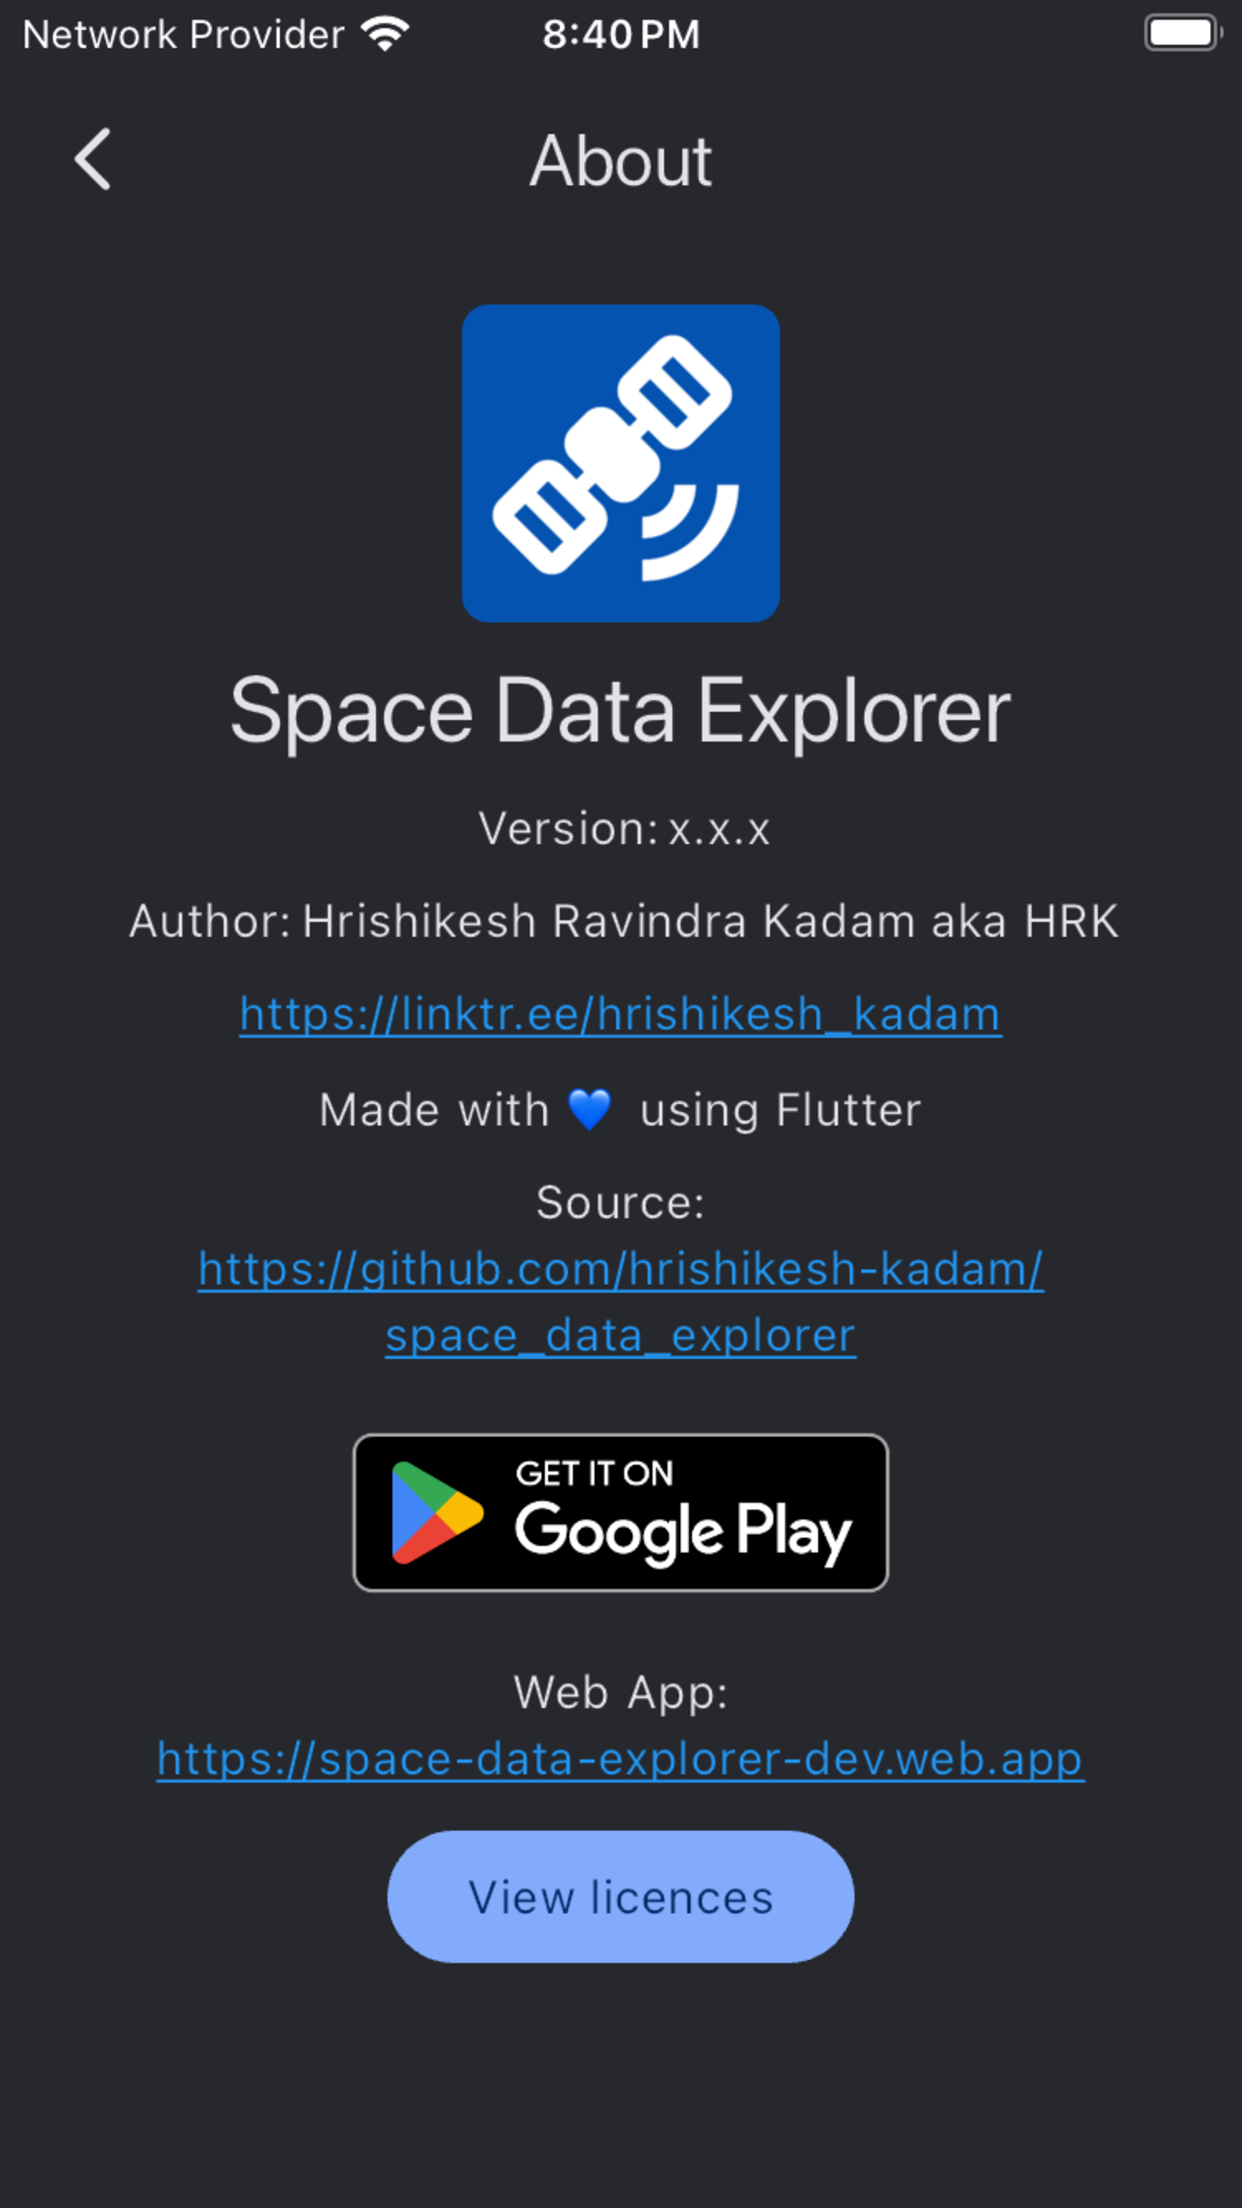 Network Provider 8:40 PM
About
Space Data Explorer
Version: x.x.x
Author: Hrishikesh Ravindra Kadam aka HRK
https://linktr.ee/hrishikesh_kadam
Made with 💙 using Flutter
Source:
https://github.com/hrishikesh-kadam/
space_data_explorer
GET IT ON
Google Play
Web App:
https://space-data-explorer-dev.web.app
View licences